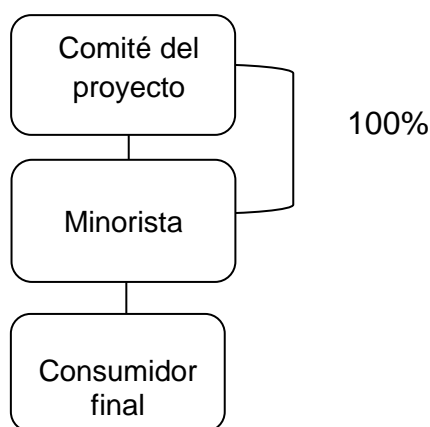 Comité del
proyecto
100%
Minorista
Consumidor
final